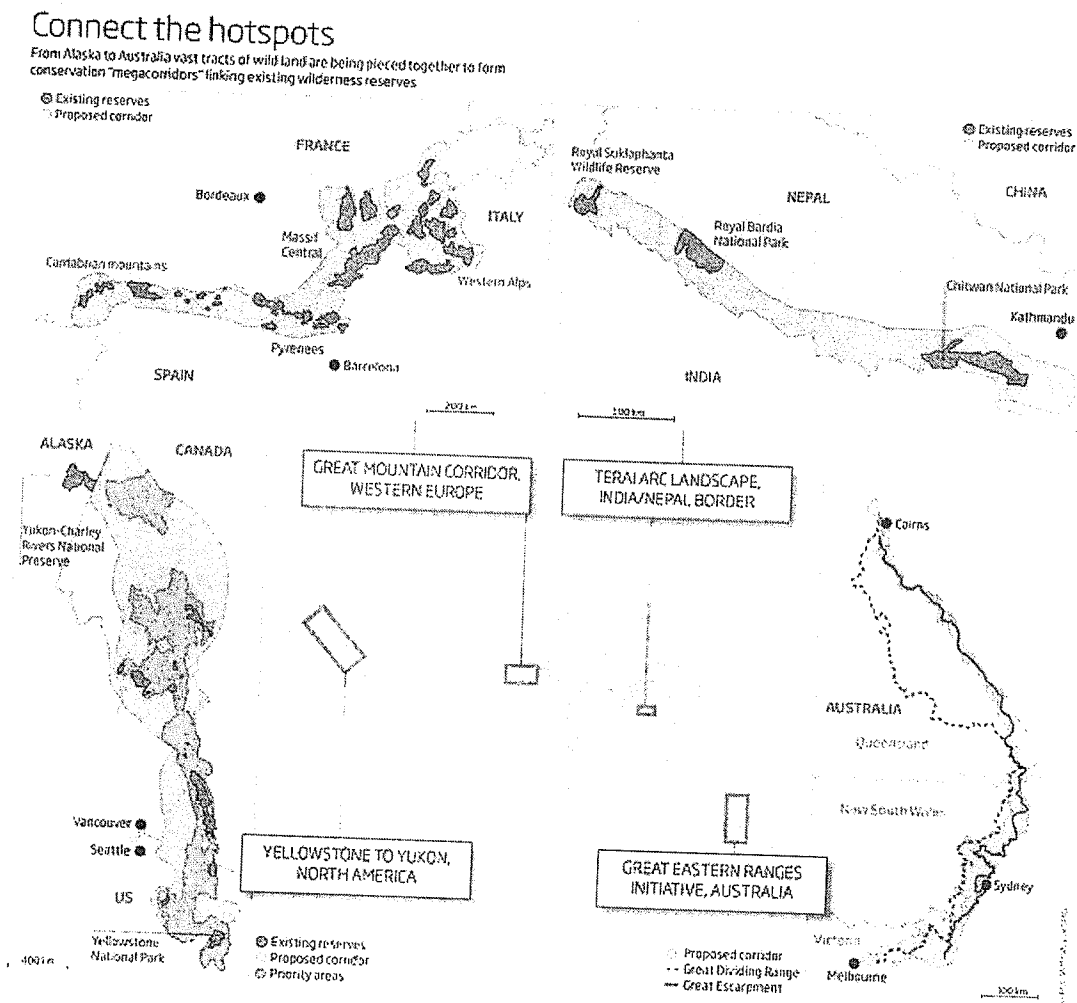 Connect the hotspots
From Alaska to Australia vast tracts of wild land are being pieced together to form
conservation "megacorridors" linking existing wilderness reserves
Existing reserves
Proposed corridor
FRANCE
Bordeaux
ITALY
Massif
Central
Cantabrian mountains
Western Alps
Pyrenees
Barcelona
SPAIN
200 km
Existing reserves
Proposed corridor
Royal Suklaphanta
Wildlife Reserve
NEPAL
CHINA
Royal Bardia
National Park
Chitwan National Park
Kathmandu
INDIA
100 km
GREAT MOUNTAIN CORRIDOR,
WESTERN EUROPE
TERAI ARC LANDSCAPE,
INDIA/NEPAL BORDER
ALASKA
CANADA
Yukon-Charley
Rivers National
Preserve
Vancouver
Seattle
US
Yellowstone
National Park
400 km
Existing reserves
Proposed corridor
Priority areas
YELLOWSTONE TO YUKON,
NORTH AMERICA
GREAT EASTERN RANGES
INITIATIVE, AUSTRALIA
Cairns
AUSTRALIA
Queensland
New South Wales
Sydney
Victoria
Melbourne
Proposed corridor
Great Dividing Range
Great Escarpment
300 km